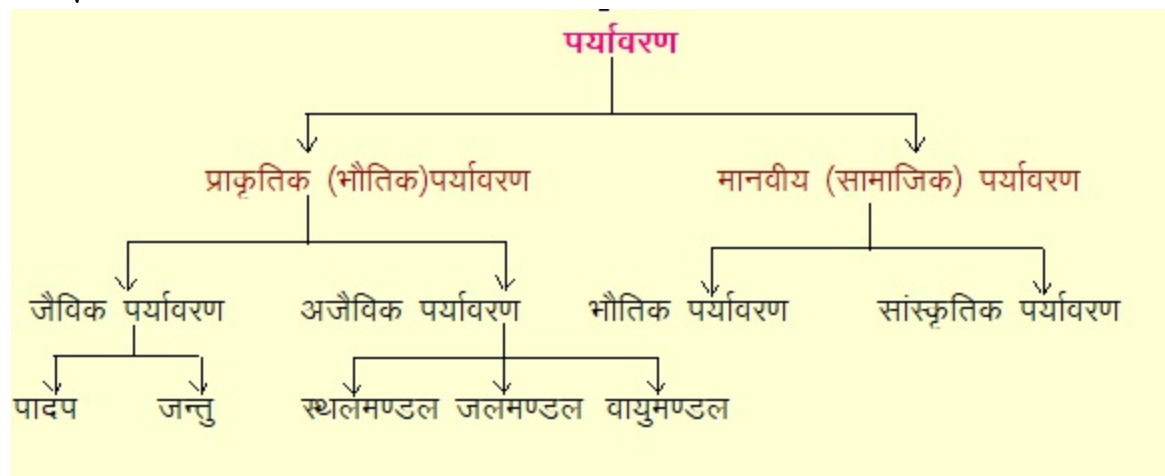 पर्यावरण
प्राकृतिक (भौतिक)पर्यावरण मानवीय (सामाजिक) पर्यावरण
जैविक पर्यावरण अजैविक पर्यावरण भौतिक पर्यावरण सांस्कृतिक पर्यावरण
पादप जन्तु स्थलमण्डल जलमण्डल वायुमण्डल